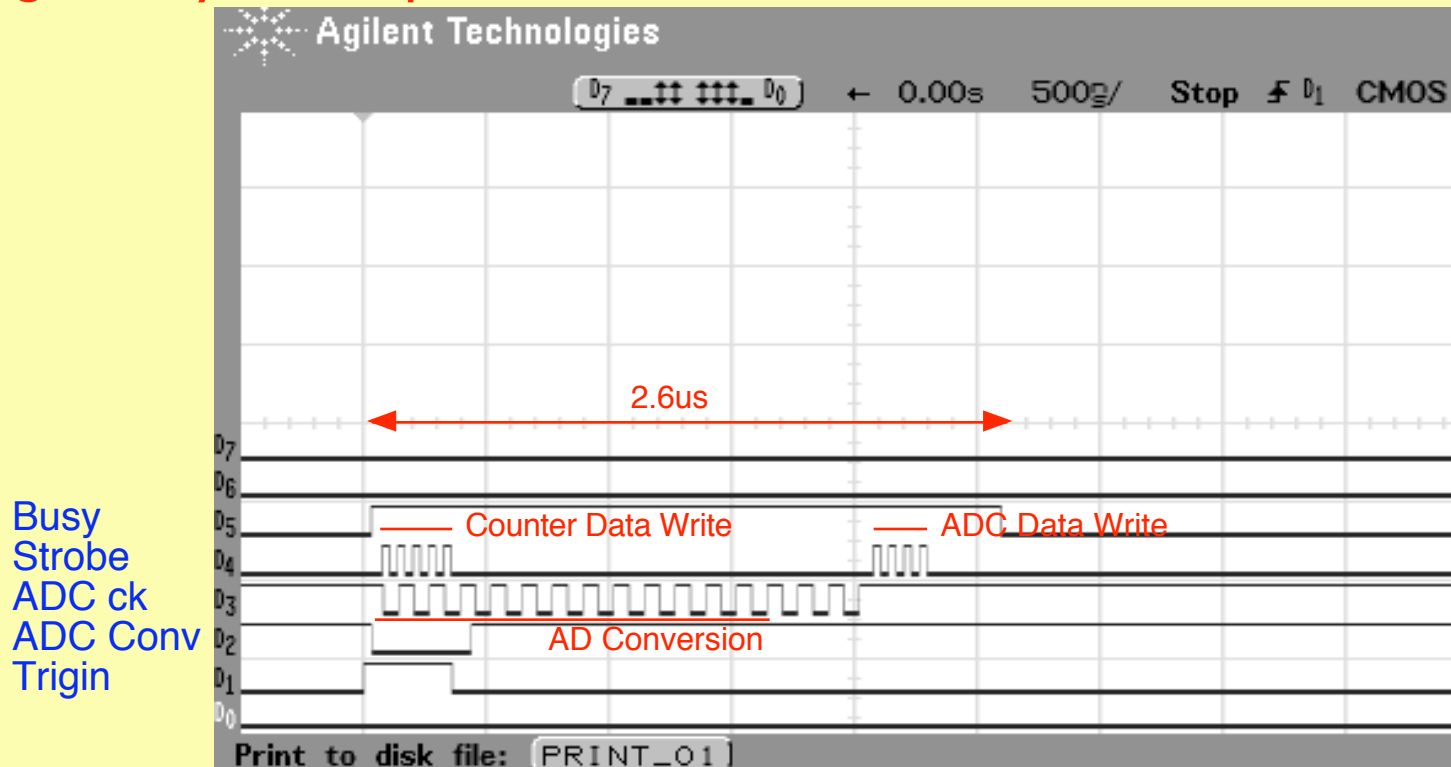 Agilent Technologies
D7 D0 ← 0.00s 500ns/ Stop D1 CMOS
2.6us
D7
D6
Busy D5 Counter Data Write ADC Data Write
Strobe D4
ADC ck D3
ADC Conv D2 AD Conversion
Trigin D1
D0
Print to disk file: PRINT_01